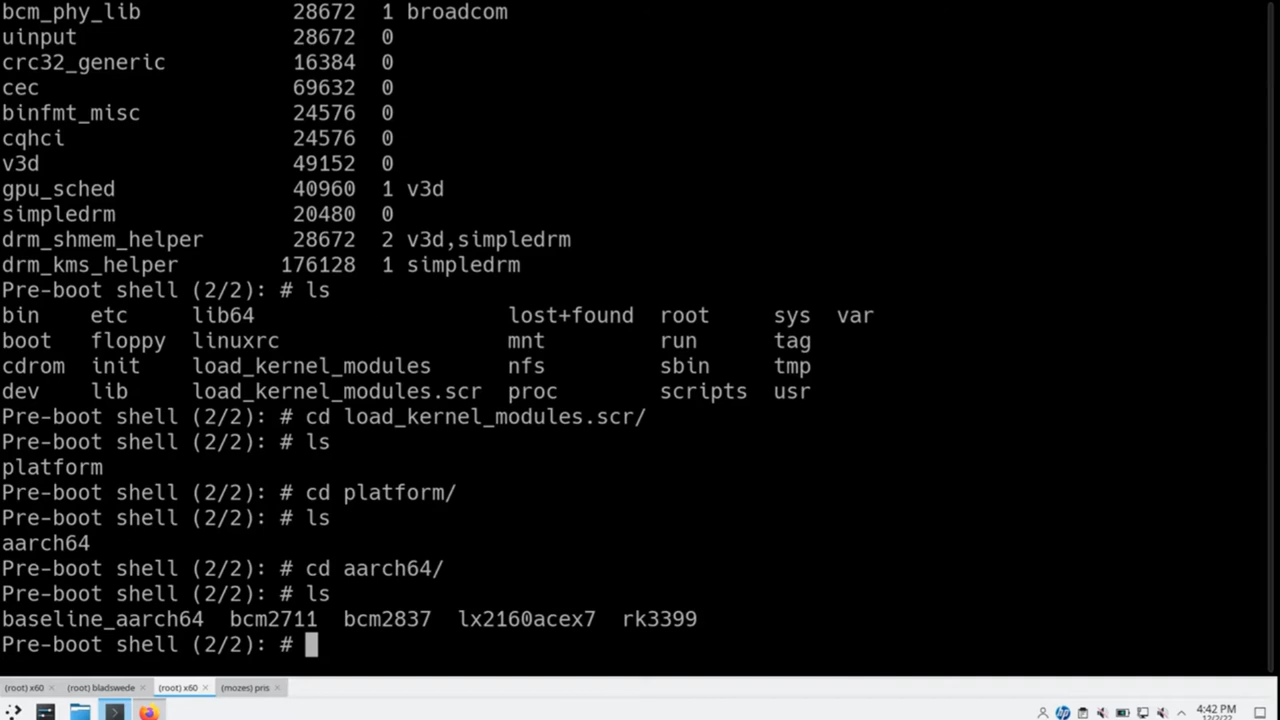 bcm_phy_lib 28672 1 broadcom
uinput 28672 0
crc32_generic 16384 0
cec 69632 0
binfmt_misc 24576 0
cqhci 24576 0
v3d 49152 0
gpu_sched 40960 1 v3d
simpledrm 20480 0
drm_shmem_helper 28672 2 v3d,simpledrm
drm_kms_helper 176128 1 simpledrm
Pre-boot shell (2/2): # ls
bin etc lib64 lost+found root sys var
boot floppy linuxrc mnt run tag
cdrom init load_kernel_modules nfs sbin tmp
dev lib load_kernel_modules.scr proc scripts usr
Pre-boot shell (2/2): # cd load_kernel_modules.scr/
Pre-boot shell (2/2): # ls
platform
Pre-boot shell (2/2): # cd platform/
Pre-boot shell (2/2): # ls
aarch64
Pre-boot shell (2/2): # cd aarch64/
Pre-boot shell (2/2): # ls
baseline_aarch64 bcm2711 bcm2837 lx2160acex7 rk3399
Pre-boot shell (2/2): #
(root) x60 (root) bladswede (root) x60 (mozes) pris
4:42 PM
12/2/22